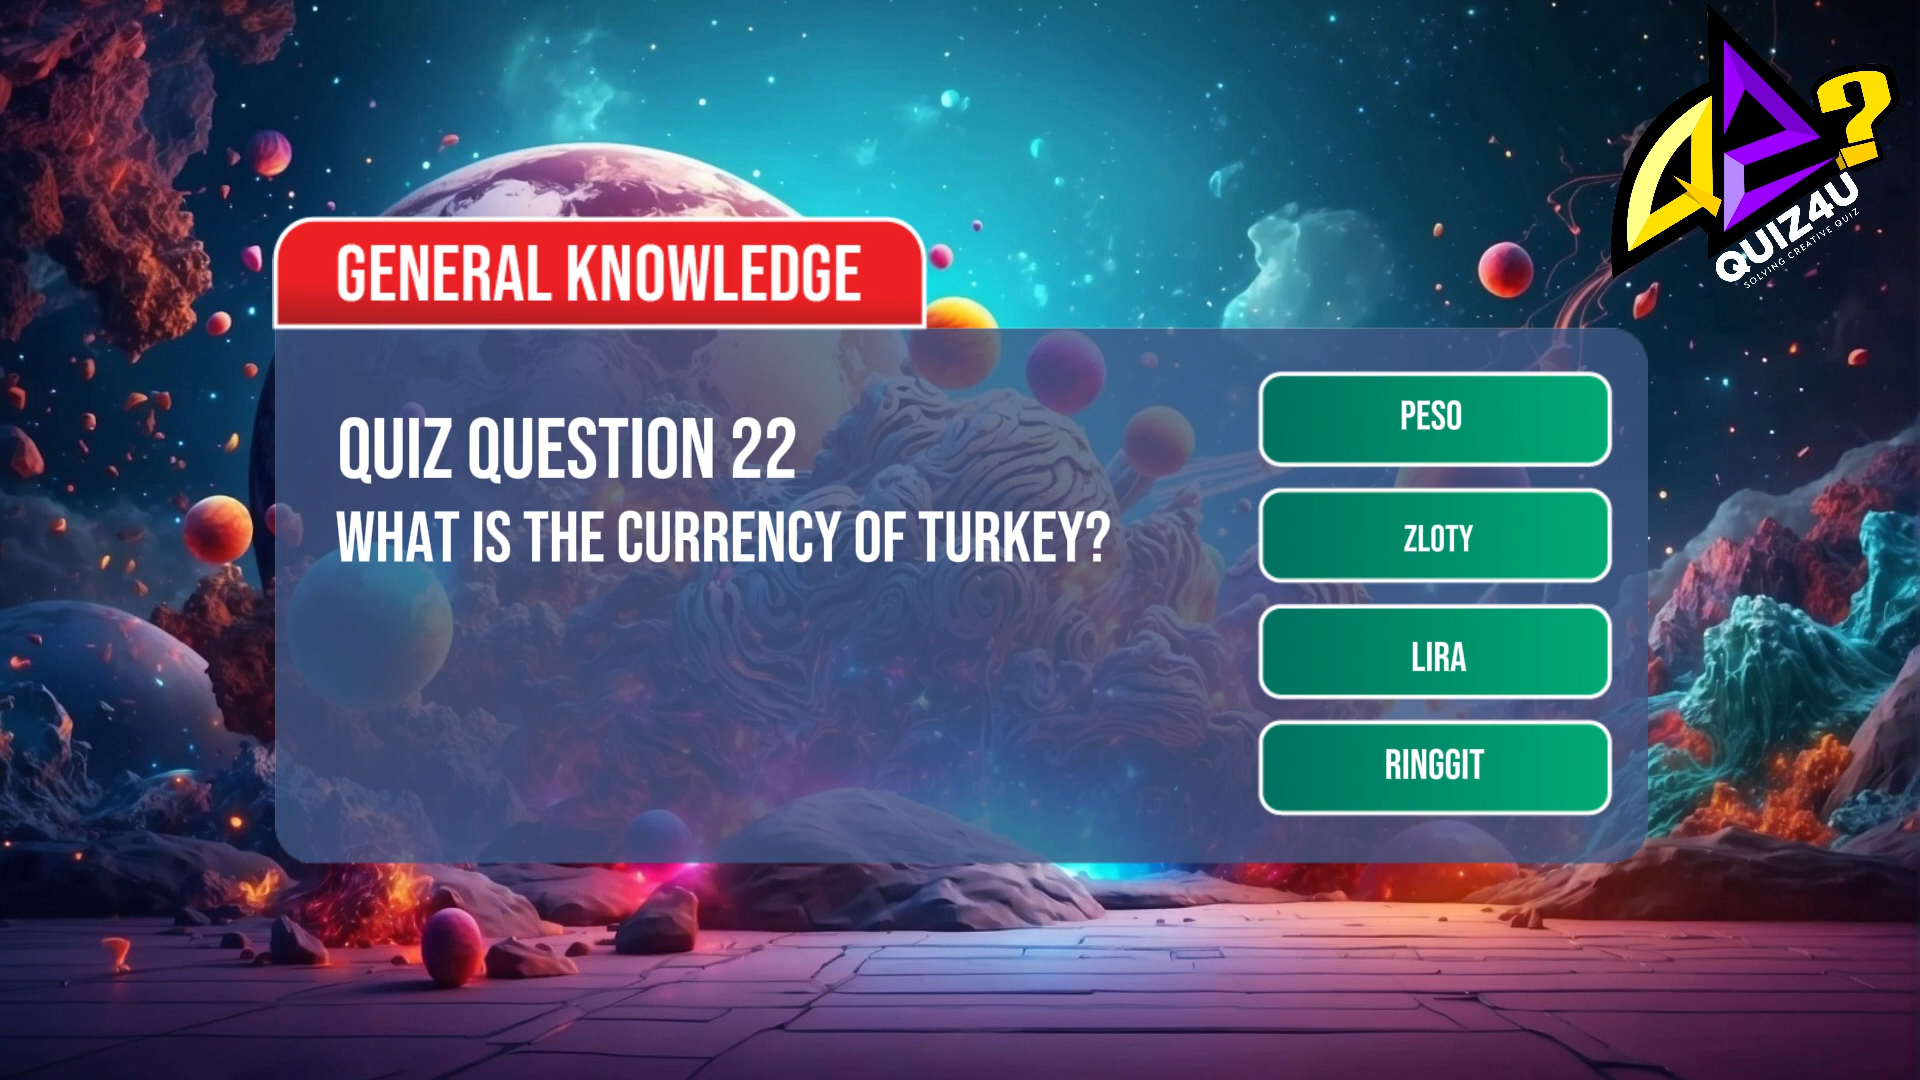 GENERAL KNOWLEDGE
QUIZ QUESTION 22
WHAT IS THE CURRENCY OF TURKEY?
PESO
ZLOTY
LIRA
RINGGIT
QUIZ4U
SOLVING CREATIVE QUIZ